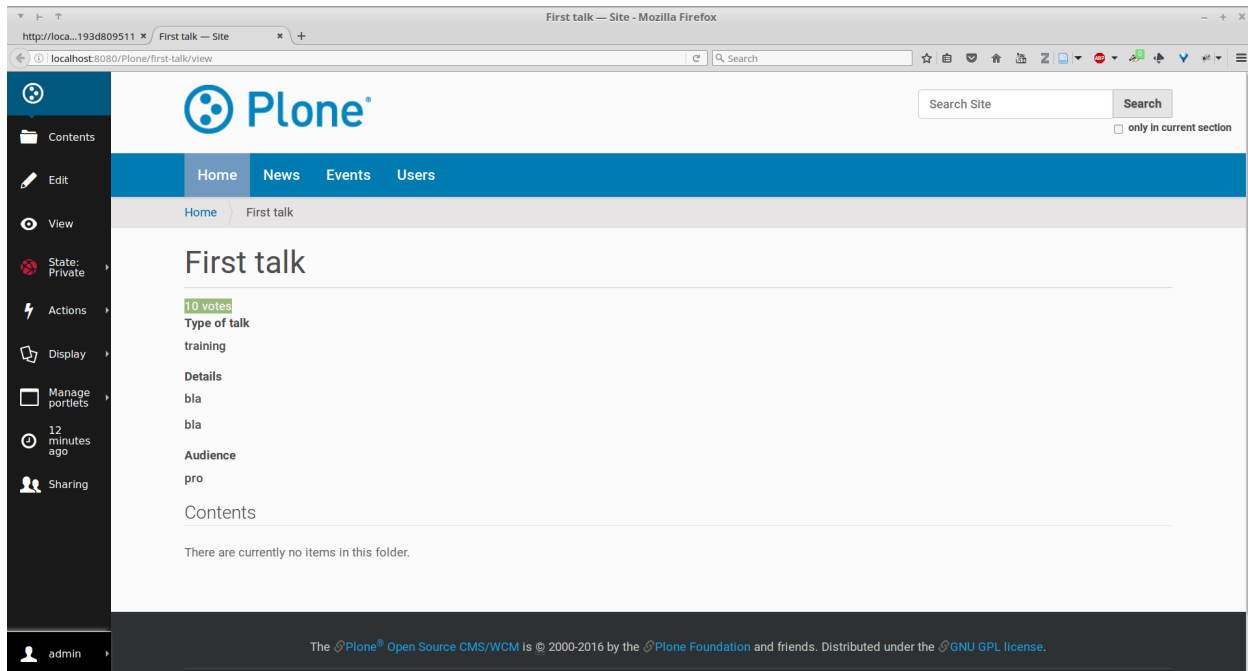 First talk — Site - Mozilla Firefox
http://loca...193d809511 × First talk — Site × +
localhost:8080/Plone/first-talk/view
Search
ABP
0
Plone®
Search Site
Search
only in current section
Home News Events Users
Home First talk
Contents
Edit
View
State:
Private
Actions
Display
Manage
portlets
12
minutes
ago
Sharing
admin
First talk
10 votes
Type of talk
training
Details
bla
bla
Audience
pro
Contents
There are currently no items in this folder.
The Plone® Open Source CMS/WCM is © 2000-2016 by the Plone Foundation and friends. Distributed under the GNU GPL license.